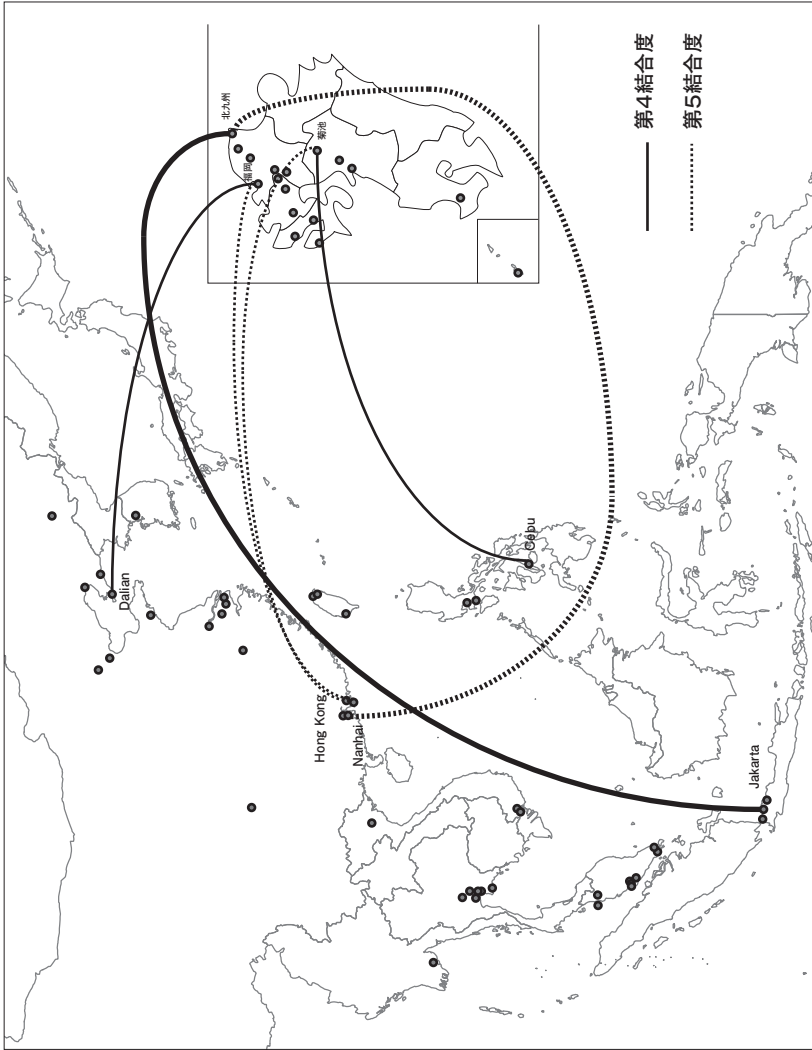 北九州
福岡
菊池
Dalian
Hong Kong
Nanhai
Cebu
Jakarta
第4結合度
第5結合度